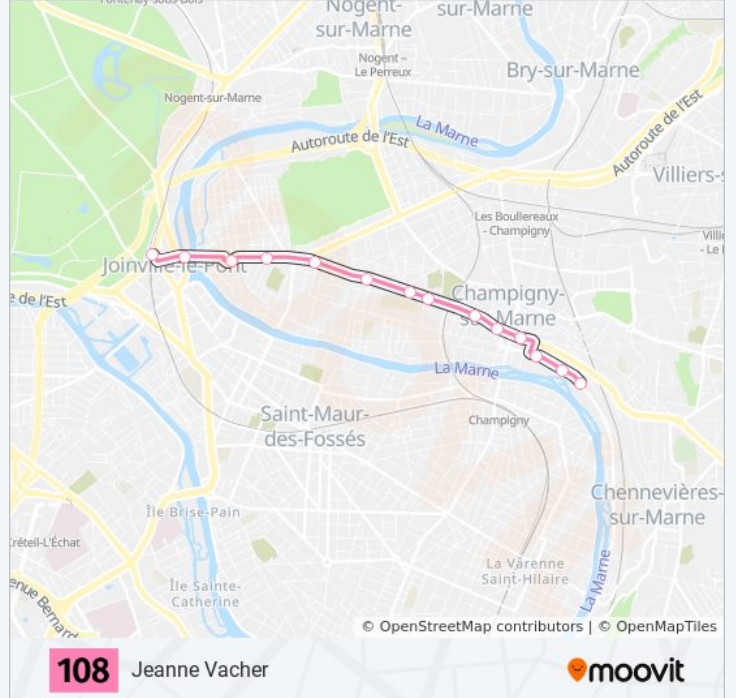 Nogent-
sur-Marne
sur-Marne
Nogent –
Le Perreux
Bry-sur-Marne
Nogent-sur-Marne
La Marne
Autoroute de l'Est
Autoroute de l'Est
Villiers-s
Les Boullereaux
- Champigny
Joinville-le-Pont
e de l'Est
Champigny-
sur-Marne
La Marne
Saint-Maur-
des-Fossés
Champigny
Chennevières-
sur-Marne
Île Brise-Pain
réteil-L'Échat
La Varenne
Saint-Hilaire
La Marne
Île Sainte-
Catherine
enue Bernard
© OpenStreetMap contributors | © OpenMapTiles
108 Jeanne Vacher
moovit